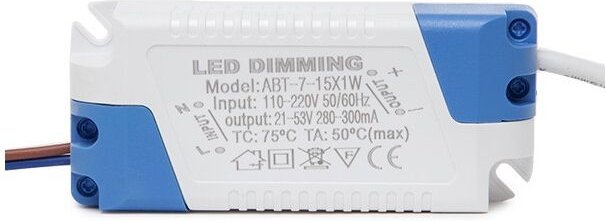 LED DIMMING
Model: ABT-7-15X1W
Input: 110-220V 50/60Hz
output: 21-53V 280-300mA
TC: 75°C TA: 50°C(max)
N INPUT L
+ OUTPUT -
F CE